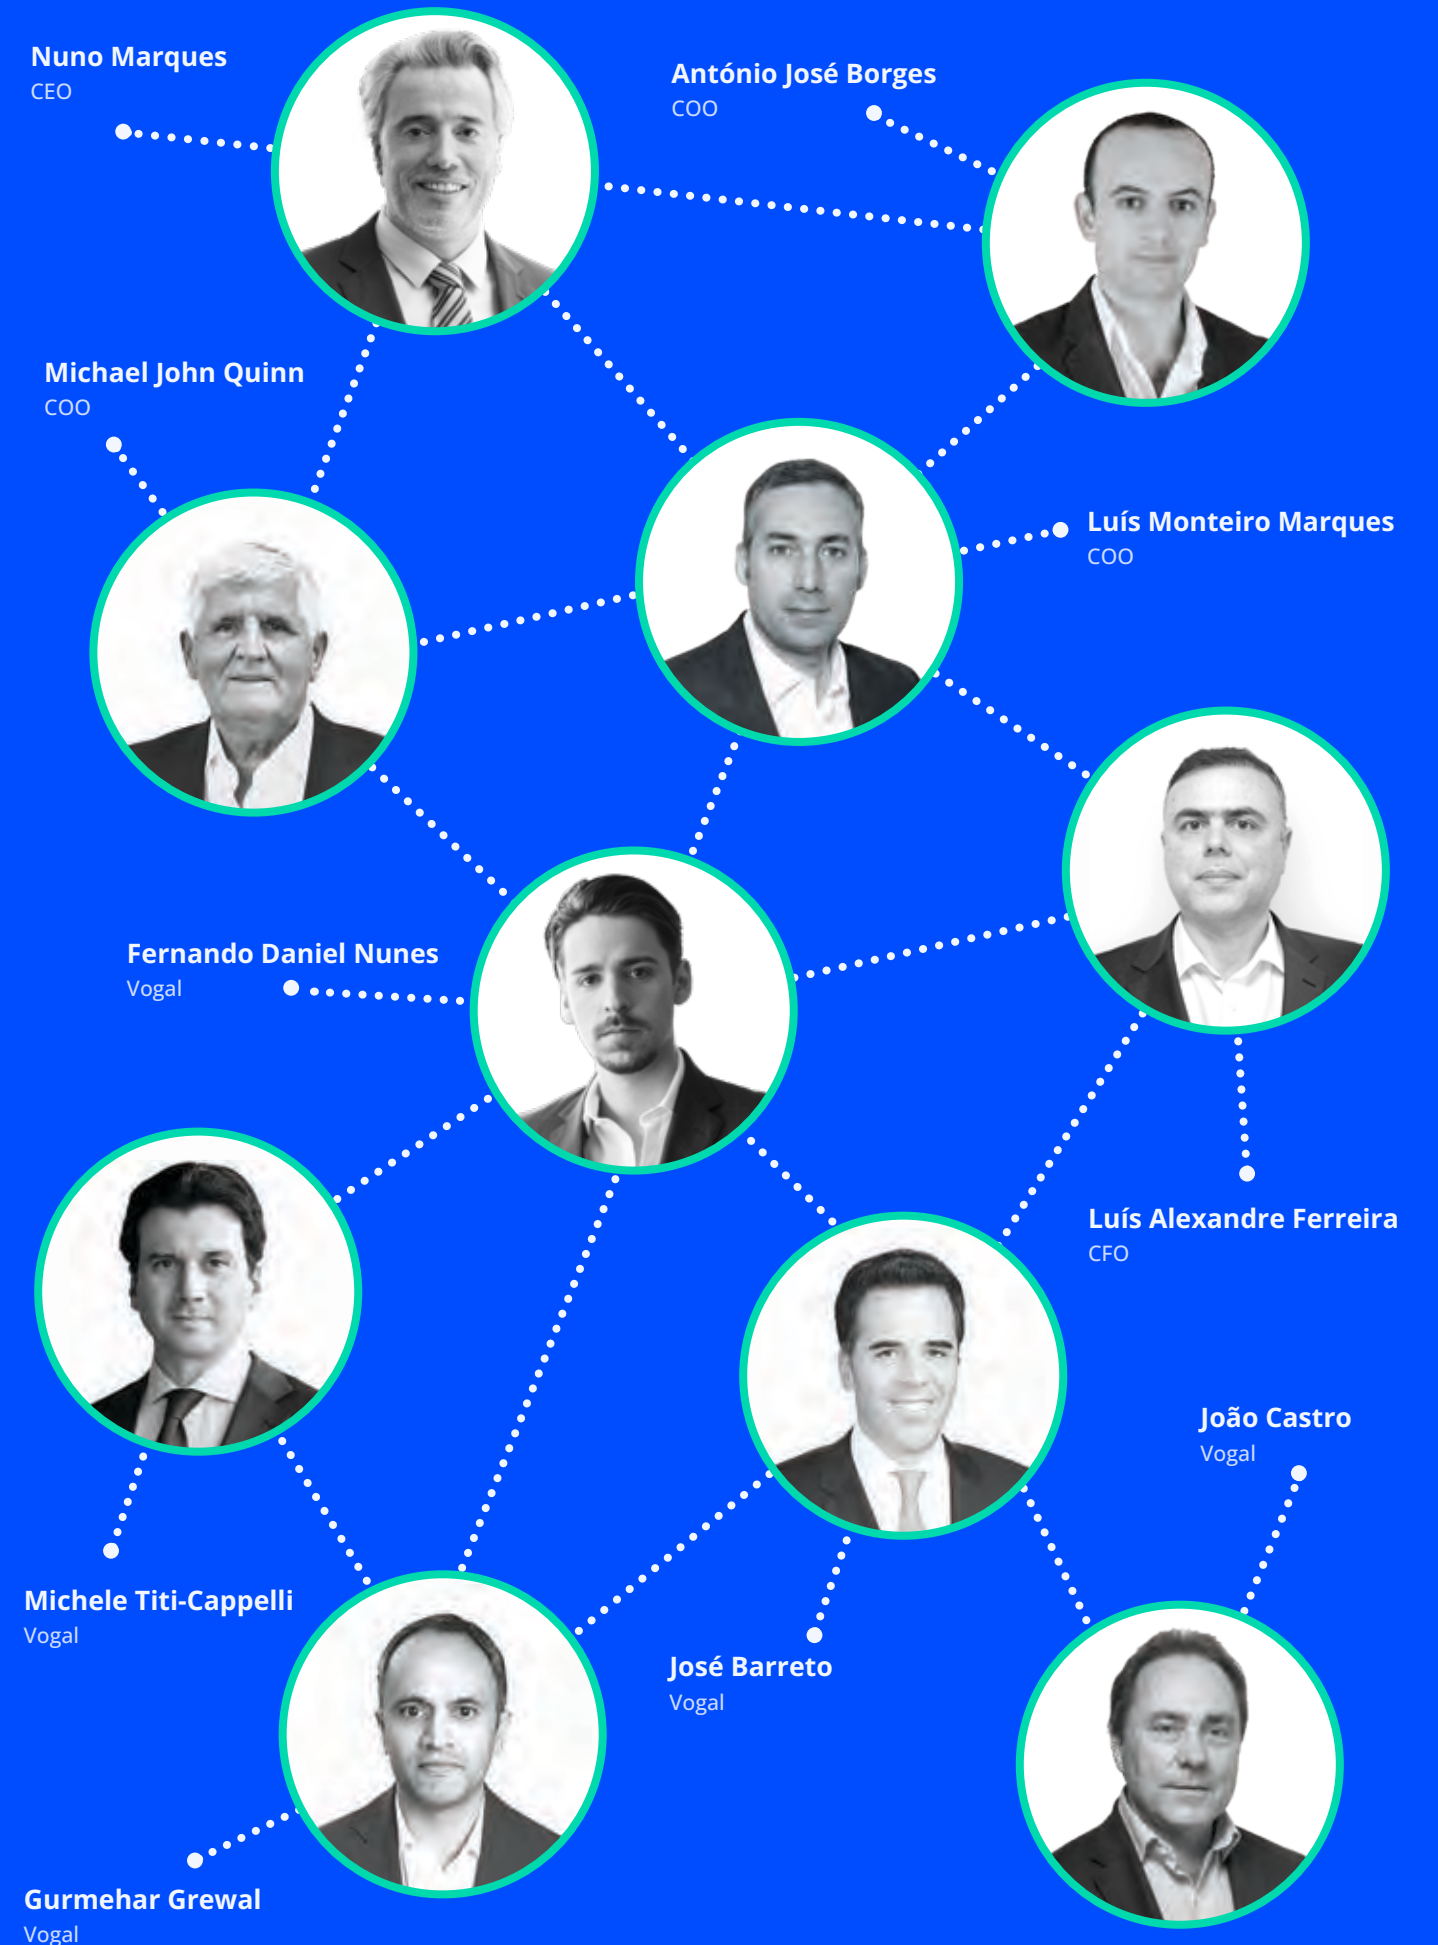 Nuno Marques
CEO
António José Borges
COO
Michael John Quinn
COO
Luís Monteiro Marques
COO
Fernando Daniel Nunes
Vogal
Luís Alexandre Ferreira
CFO
João Castro
Vogal
Michele Titi-Cappelli
Vogal
José Barreto
Vogal
Gurmehar Grewal
Vogal